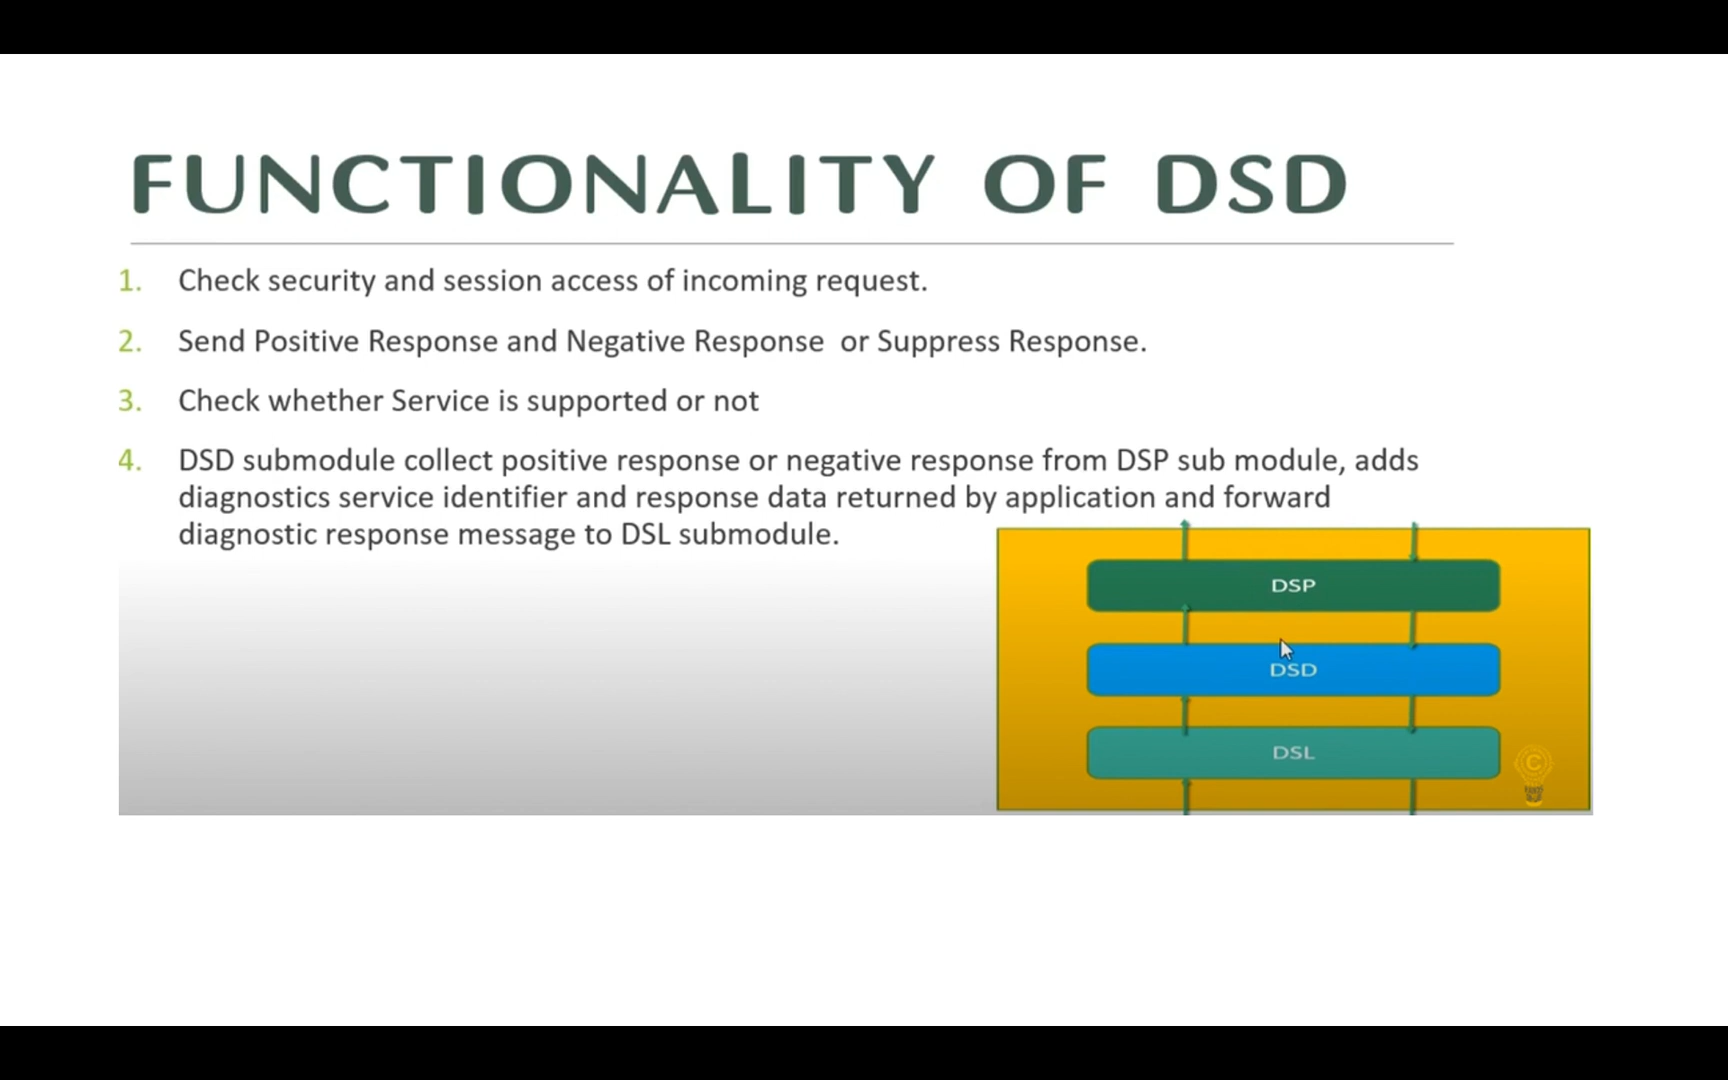 FUNCTIONALITY OF DSD
1. Check security and session access of incoming request.
2. Send Positive Response and Negative Response or Suppress Response.
3. Check whether Service is supported or not
4. DSD submodule collect positive response or negative response from DSP sub module, adds
diagnostics service identifier and response data returned by application and forward
diagnostic response message to DSL submodule.
DSP
DSD
DSL
C